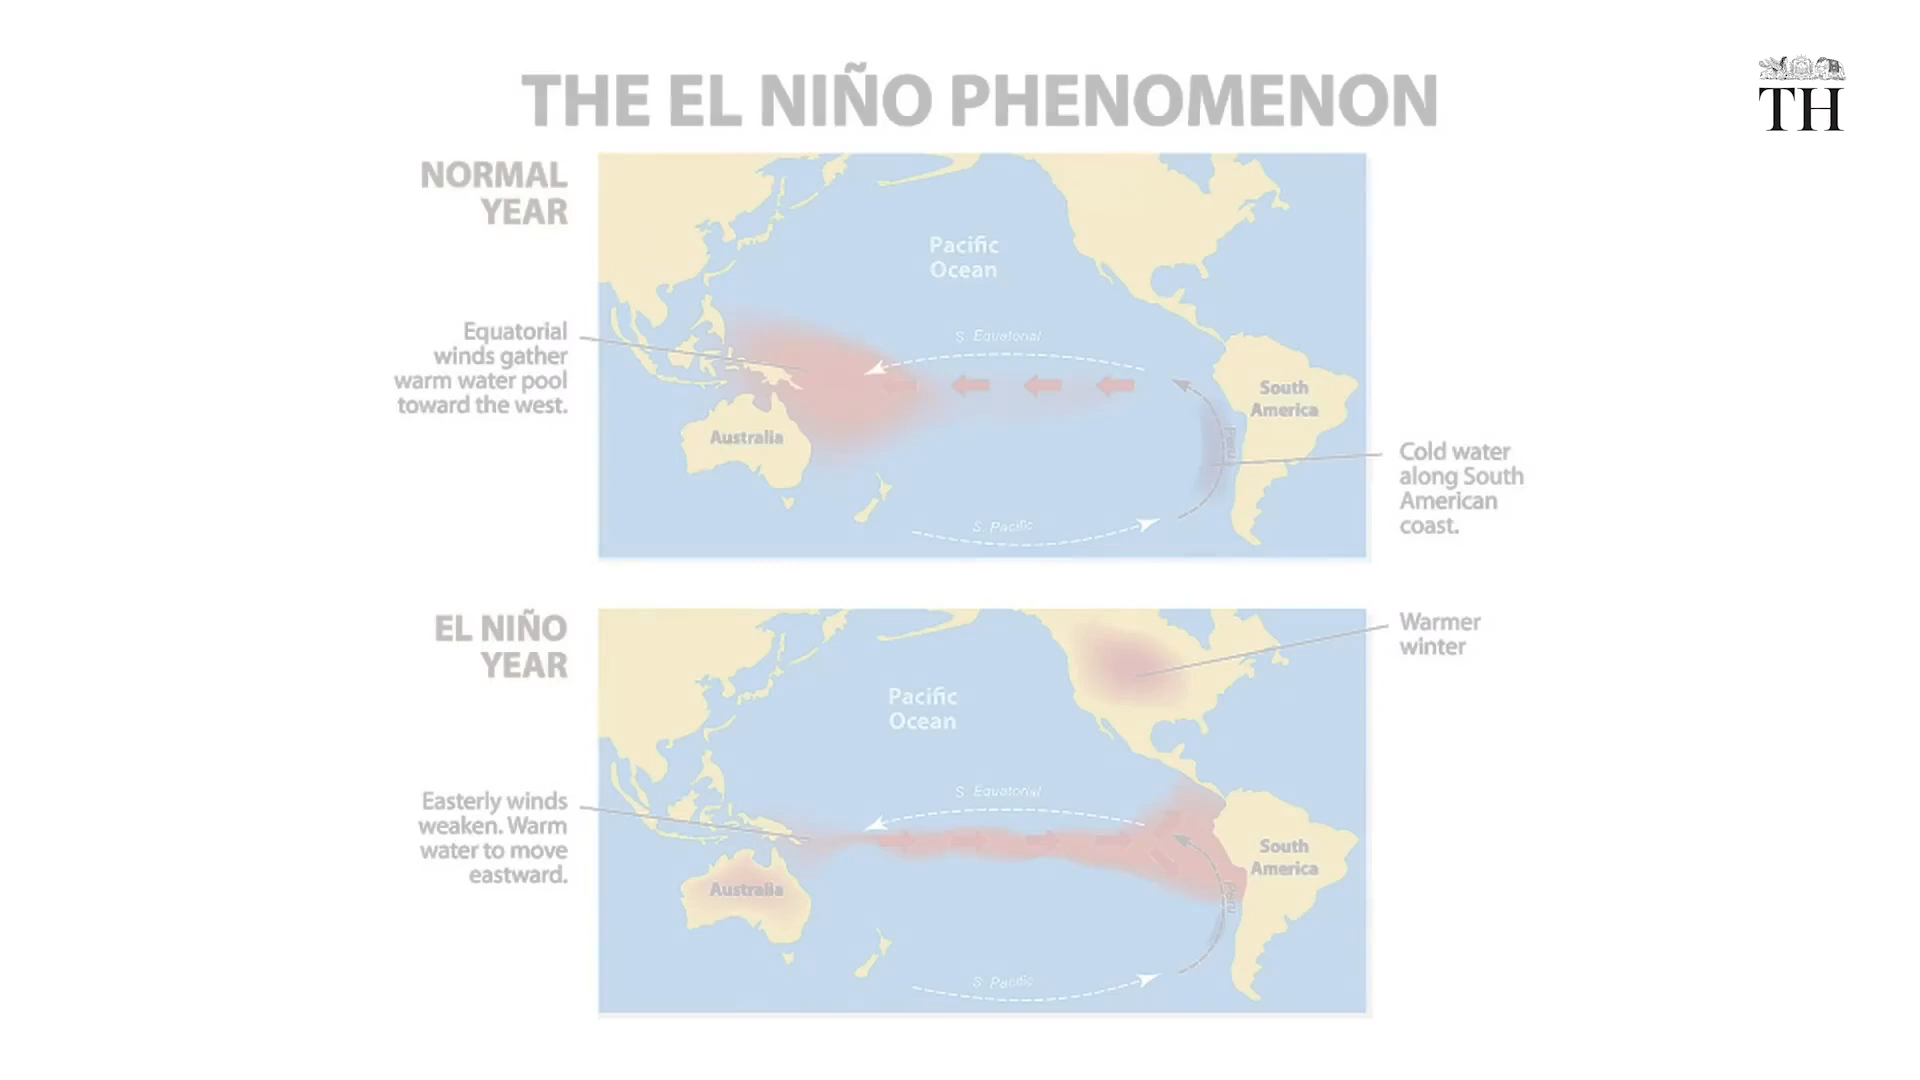 THE EL NIÑO PHENOMENON
TH
NORMAL
YEAR
Pacific
Ocean
Equatorial
winds gather
warm water pool
toward the west.
S. Equatorial
South
America
Australia
Peru
Cold water
along South
American
coast.
S. Pacific
EL NIÑO
YEAR
Warmer
winter
Pacific
Ocean
Easterly winds
weaken. Warm
water to move
eastward.
S. Equatorial
South
America
Australia
Peru
S. Pacific